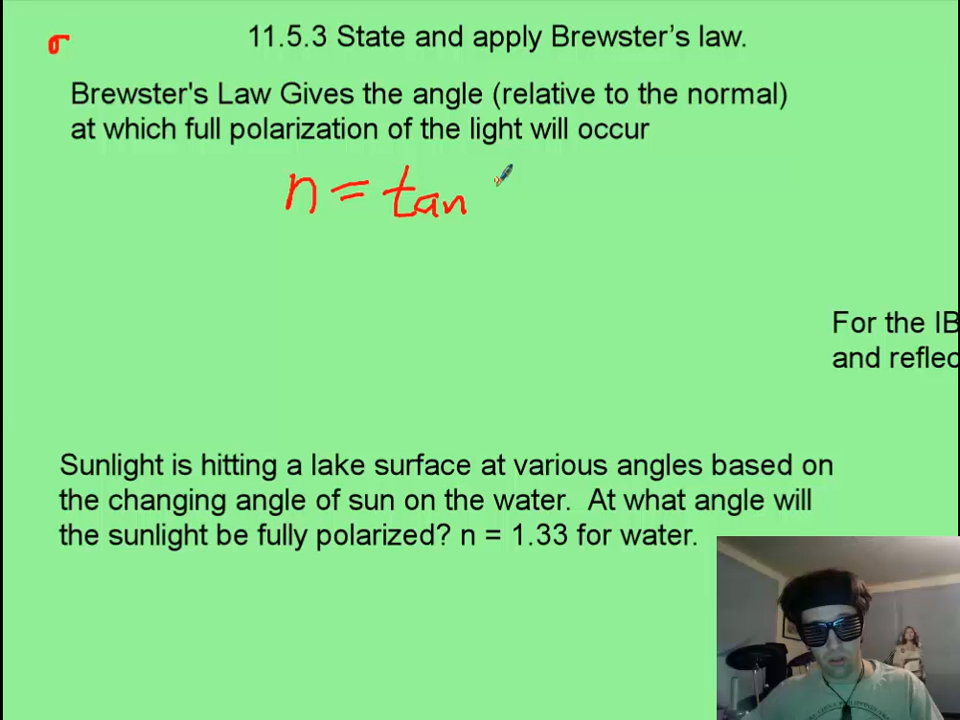 σ
11.5.3 State and apply Brewster's law.
Brewster's Law Gives the angle (relative to the normal)
at which full polarization of the light will occur
n = tan
For the IB
and reflec
Sunlight is hitting a lake surface at various angles based on
the changing angle of sun on the water. At what angle will
the sunlight be fully polarized? n = 1.33 for water.